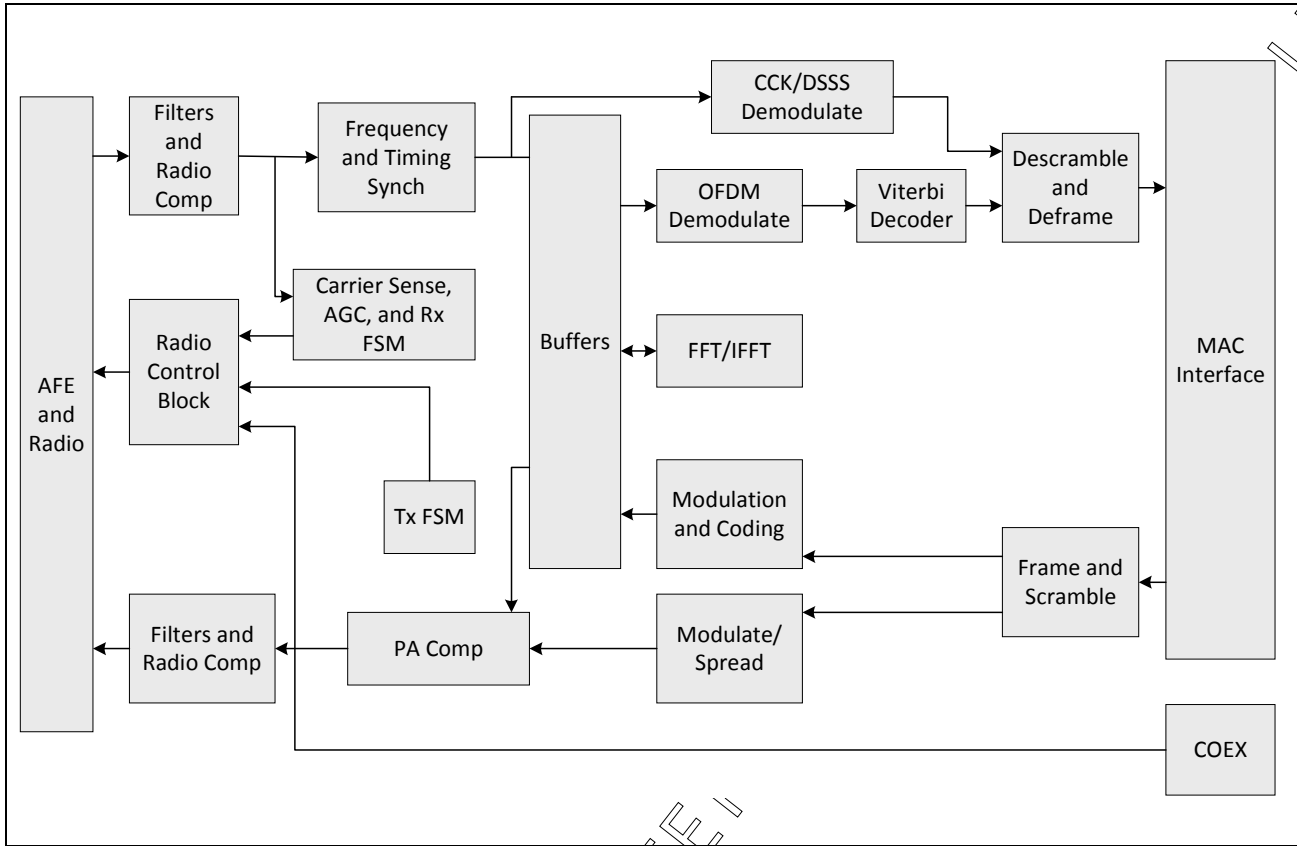 CCK/DSSS
Demodulate
Filters
and
Radio
Comp
Frequency
and Timing
Synch
Descramble
and
Deframe
OFDM
Demodulate
Viterbi
Decoder
Carrier Sense,
AGC, and Rx
FSM
Radio
Control
Block
Buffers
FFT/IFFT
MAC
Interface
AFE
and
Radio
Tx FSM
Modulation
and Coding
Frame and
Scramble
Filters and
Radio Comp
PA Comp
Modulate/
Spread
COEX